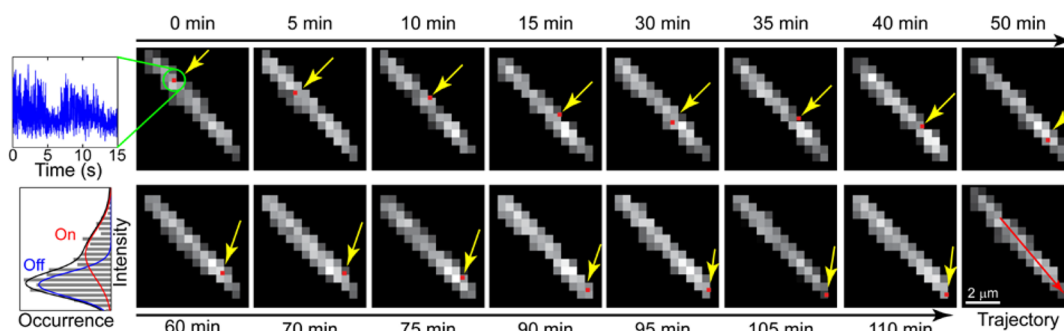 0 min 5 min 10 min 15 min 30 min 35 min 40 min 50 min
0 5 10 15
Time (s)
On
Off
Intensity
Occurrence
2 μm
60 min 70 min 75 min 90 min 95 min 105 min 110 min Trajectory